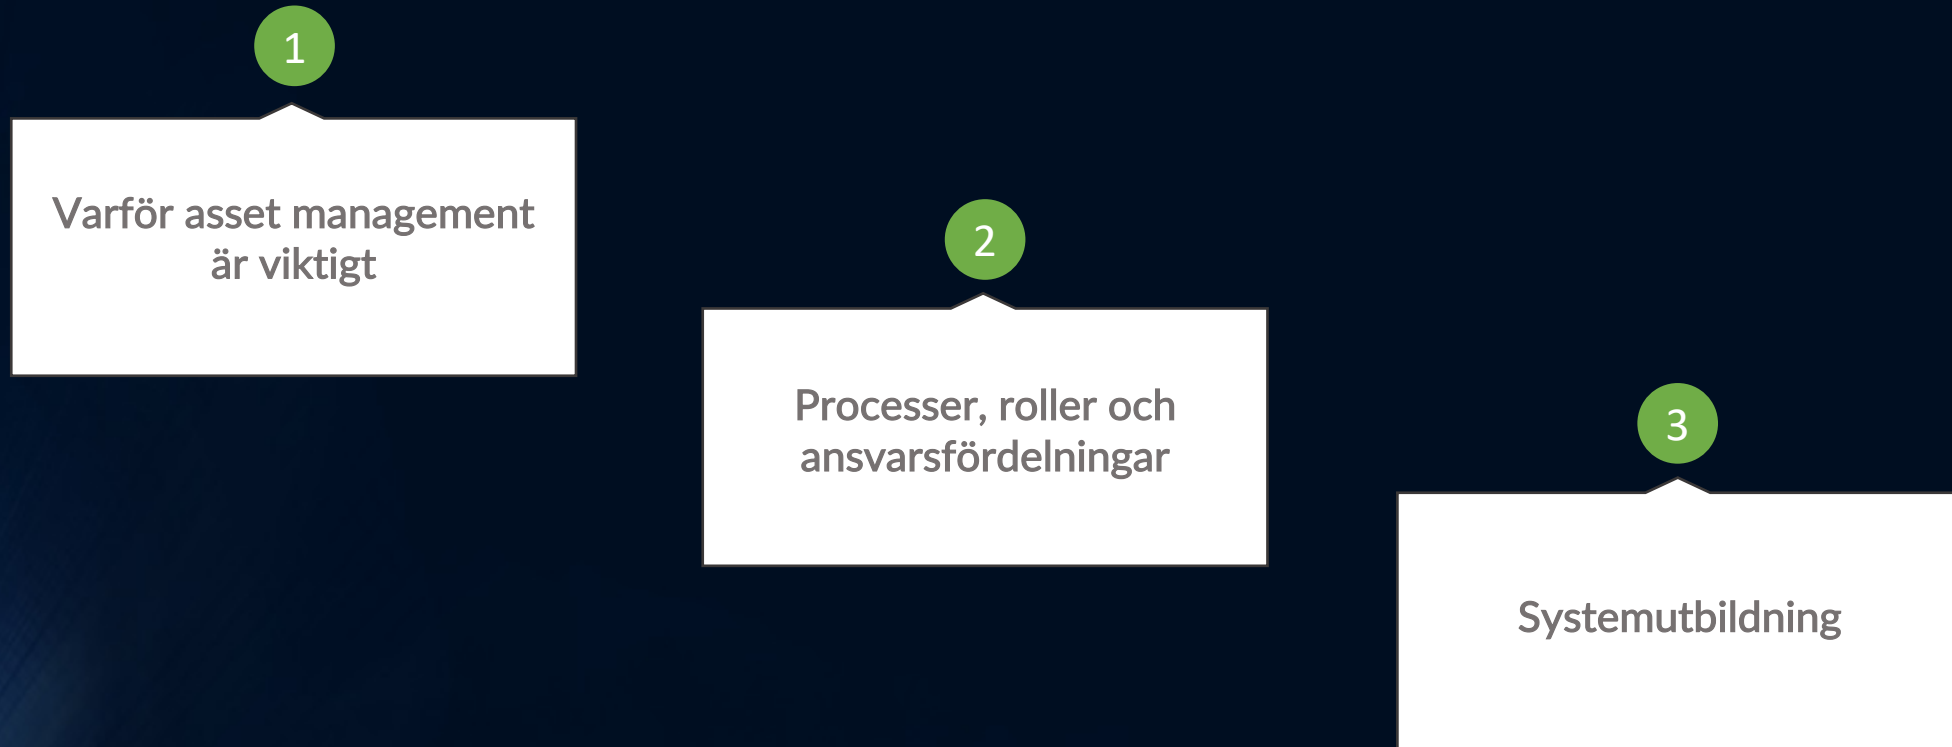 1
Varför asset management
är viktigt
2
Processer, roller och
ansvarsfördelningar
3
Systemutbildning